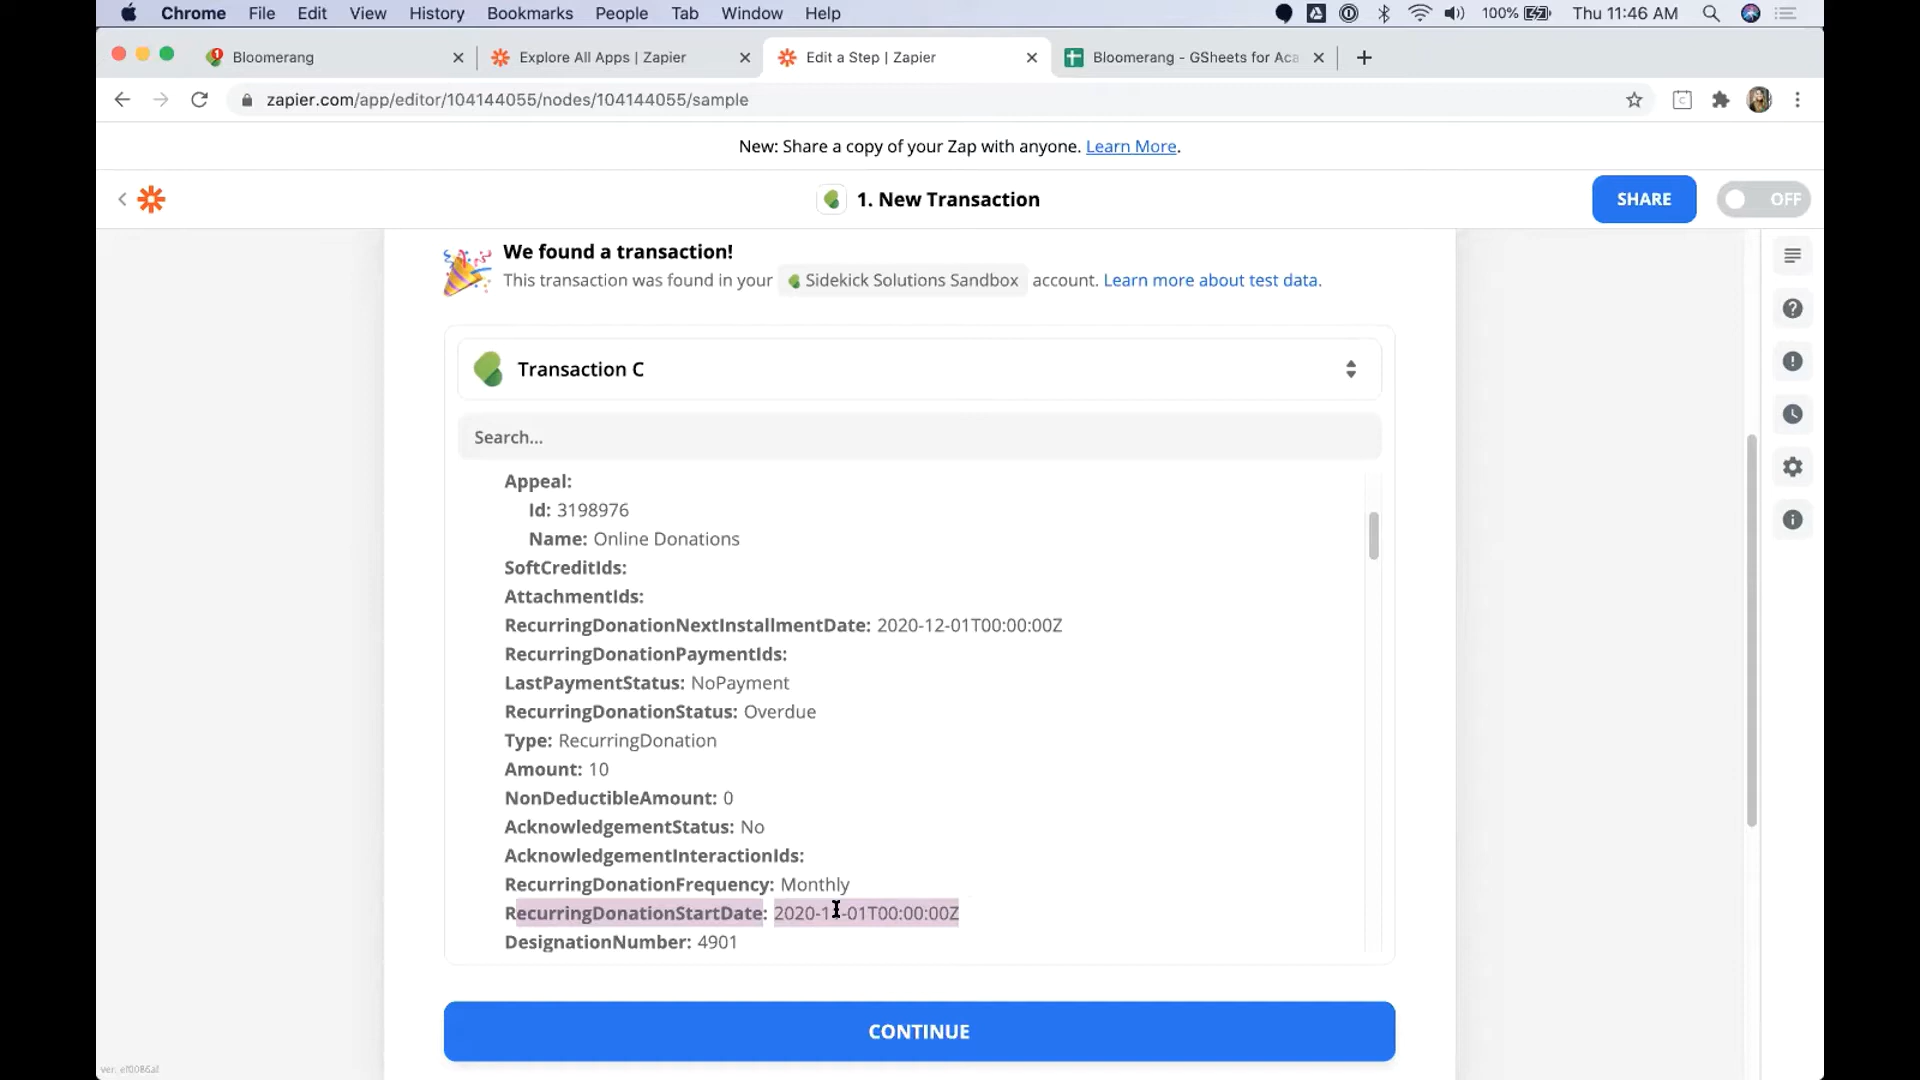 Chrome File Edit View History Bookmarks People Tab Window Help 100% Thu 11:46 AM
1 Bloomerang Explore All Apps | Zapier Edit a Step | Zapier Bloomerang - GSheets for Aca
zapier.com/app/editor/104144055/nodes/104144055/sample
New: Share a copy of your Zap with anyone. Learn More.
1. New Transaction SHARE OFF
We found a transaction!
This transaction was found in your Sidekick Solutions Sandbox account. Learn more about test data.
Transaction C
Search...
Appeal:
Id: 3198976
Name: Online Donations
SoftCreditIds:
AttachmentIds:
RecurringDonationNextInstallmentDate: 2020-12-01T00:00:00Z
RecurringDonationPaymentIds:
LastPaymentStatus: NoPayment
RecurringDonationStatus: Overdue
Type: RecurringDonation
Amount: 10
NonDeductibleAmount: 0
AcknowledgementStatus: No
AcknowledgementInteractionIds:
RecurringDonationFrequency: Monthly
RecurringDonationStartDate:
DesignationNumber: 4901
CONTINUE